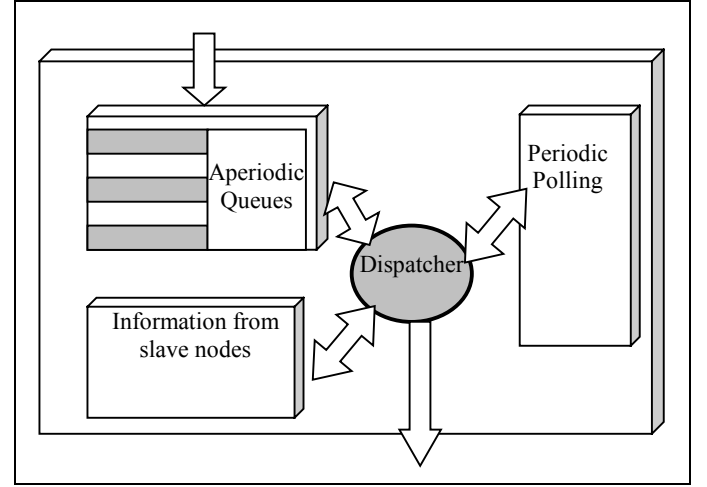 Aperiodic
Queues
Periodic
Polling
Dispatcher
Information from
slave nodes